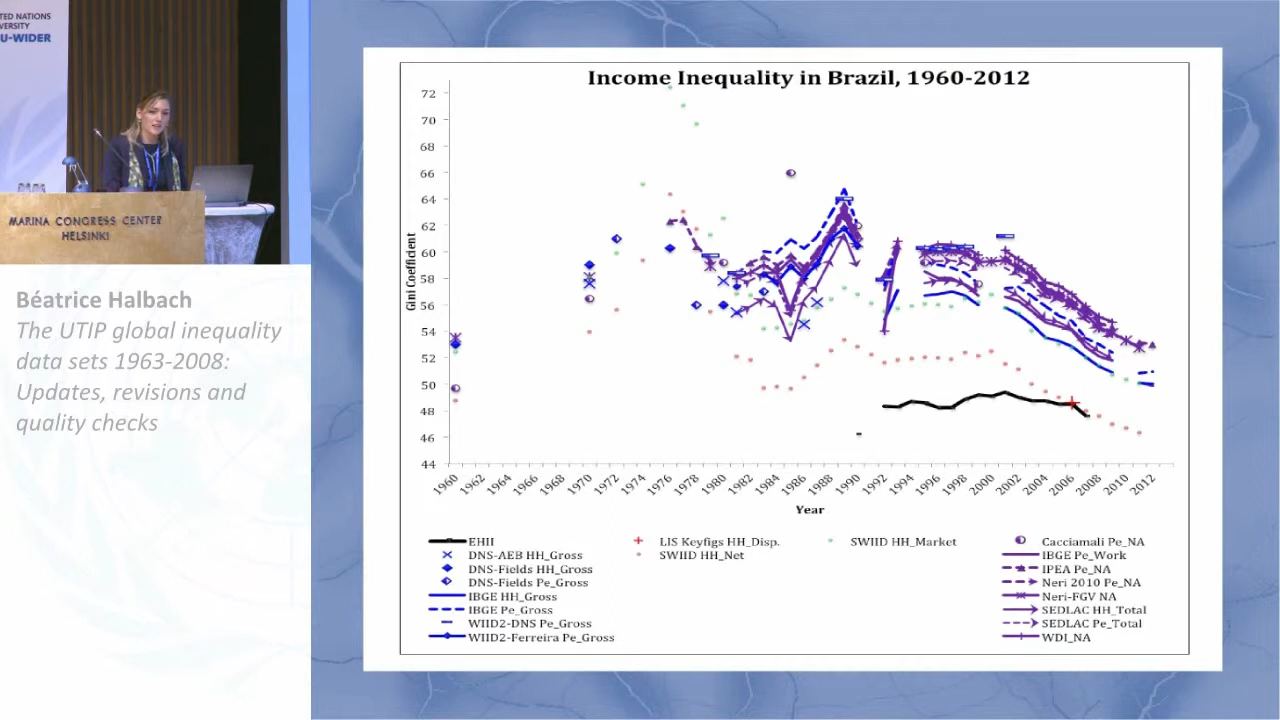 TED NATIONS
VERSITY
U-WIDER
MARINA CONGRESS CENTER
HELSINKI
Béatrice Halbach
The UTIP global inequality
data sets 1963-2008:
Updates, revisions and
quality checks
Income Inequality in Brazil, 1960-2012
Gini Coefficient
72
70
68
66
64
62
60
58
56
54
52
50
48
46
44
1960 1962 1964 1966 1968 1970 1972 1974 1976 1978 1980 1982 1984 1986 1988 1990 1992 1994 1996 1998 2000 2002 2004 2006 2008 2010 2012
Year
EHII
DNS-AEB HH_Gross
DNS-Fields HH_Gross
DNS-Fields Pe_Gross
IBGE HH_Gross
IBGE Pe_Gross
WIID2-DNS Pe_Gross
WIID2-Ferreira Pe_Gross
LIS Keyfigs HH_Disp.
SWIID HH_Net
SWIID HH_Market
Cacciamali Pe_NA
IBGE Pe_Work
IPEA Pe_NA
Neri 2010 Pe_NA
Neri-FGV NA
SEDLAC HH_Total
SEDLAC Pe_Total
WDI_NA